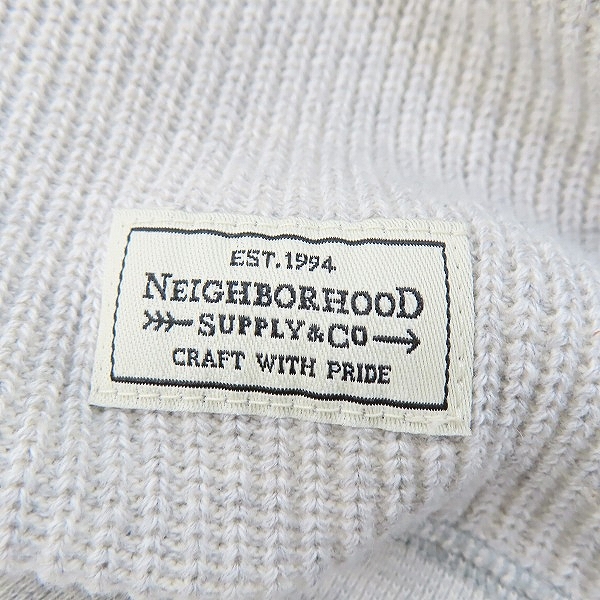 EST.1994
NEIGHBORHOOD
SUPPLY&CO
CRAFT WITH PRIDE